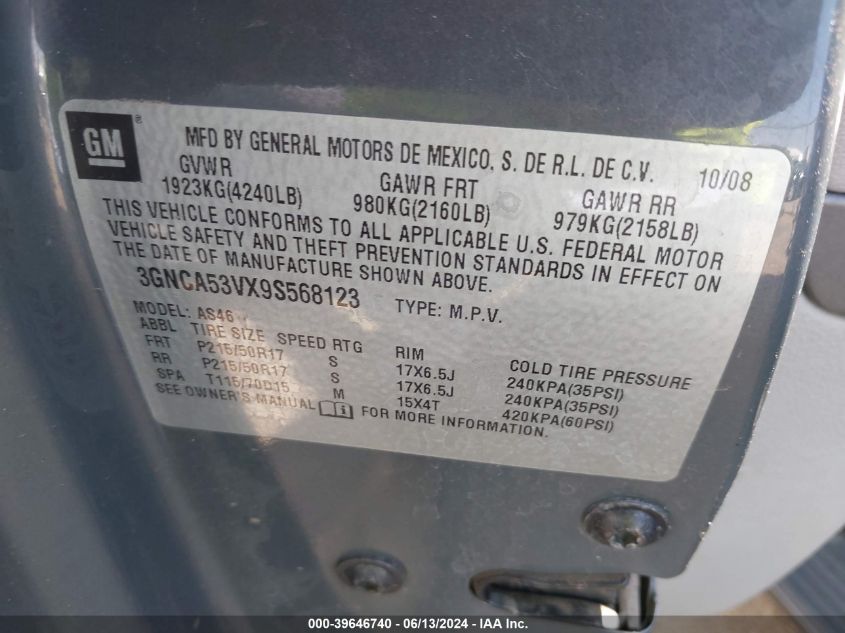 GM ®
MFD BY GENERAL MOTORS DE MEXICO, S. DE R.L. DE C.V. 10/08
GVWR GAWR FRT GAWR RR
1923KG(4240LB) 980KG(2160LB) 979KG(2158LB)
THIS VEHICLE CONFORMS TO ALL APPLICABLE U.S. FEDERAL MOTOR
VEHICLE SAFETY AND THEFT PREVENTION STANDARDS IN EFFECT ON
THE DATE OF MANUFACTURE SHOWN ABOVE.
3GNCA53VX9S568123 TYPE: M.P.V.
MODEL: AS46
ABBL TIRE SIZE SPEED RTG RIM COLD TIRE PRESSURE
FRT P215/50R17 S 17X6.5J 240KPA(35PSI)
RR P215/50R17 S 17X6.5J 240KPA(35PSI)
SPA T115/70D15 M 15X4T 420KPA(60PSI)
SEE OWNER'S MANUAL FOR MORE INFORMATION.
000-39646740 - 06/13/2024 - IAAI.com - Copyright © 2024 IAA, Inc.